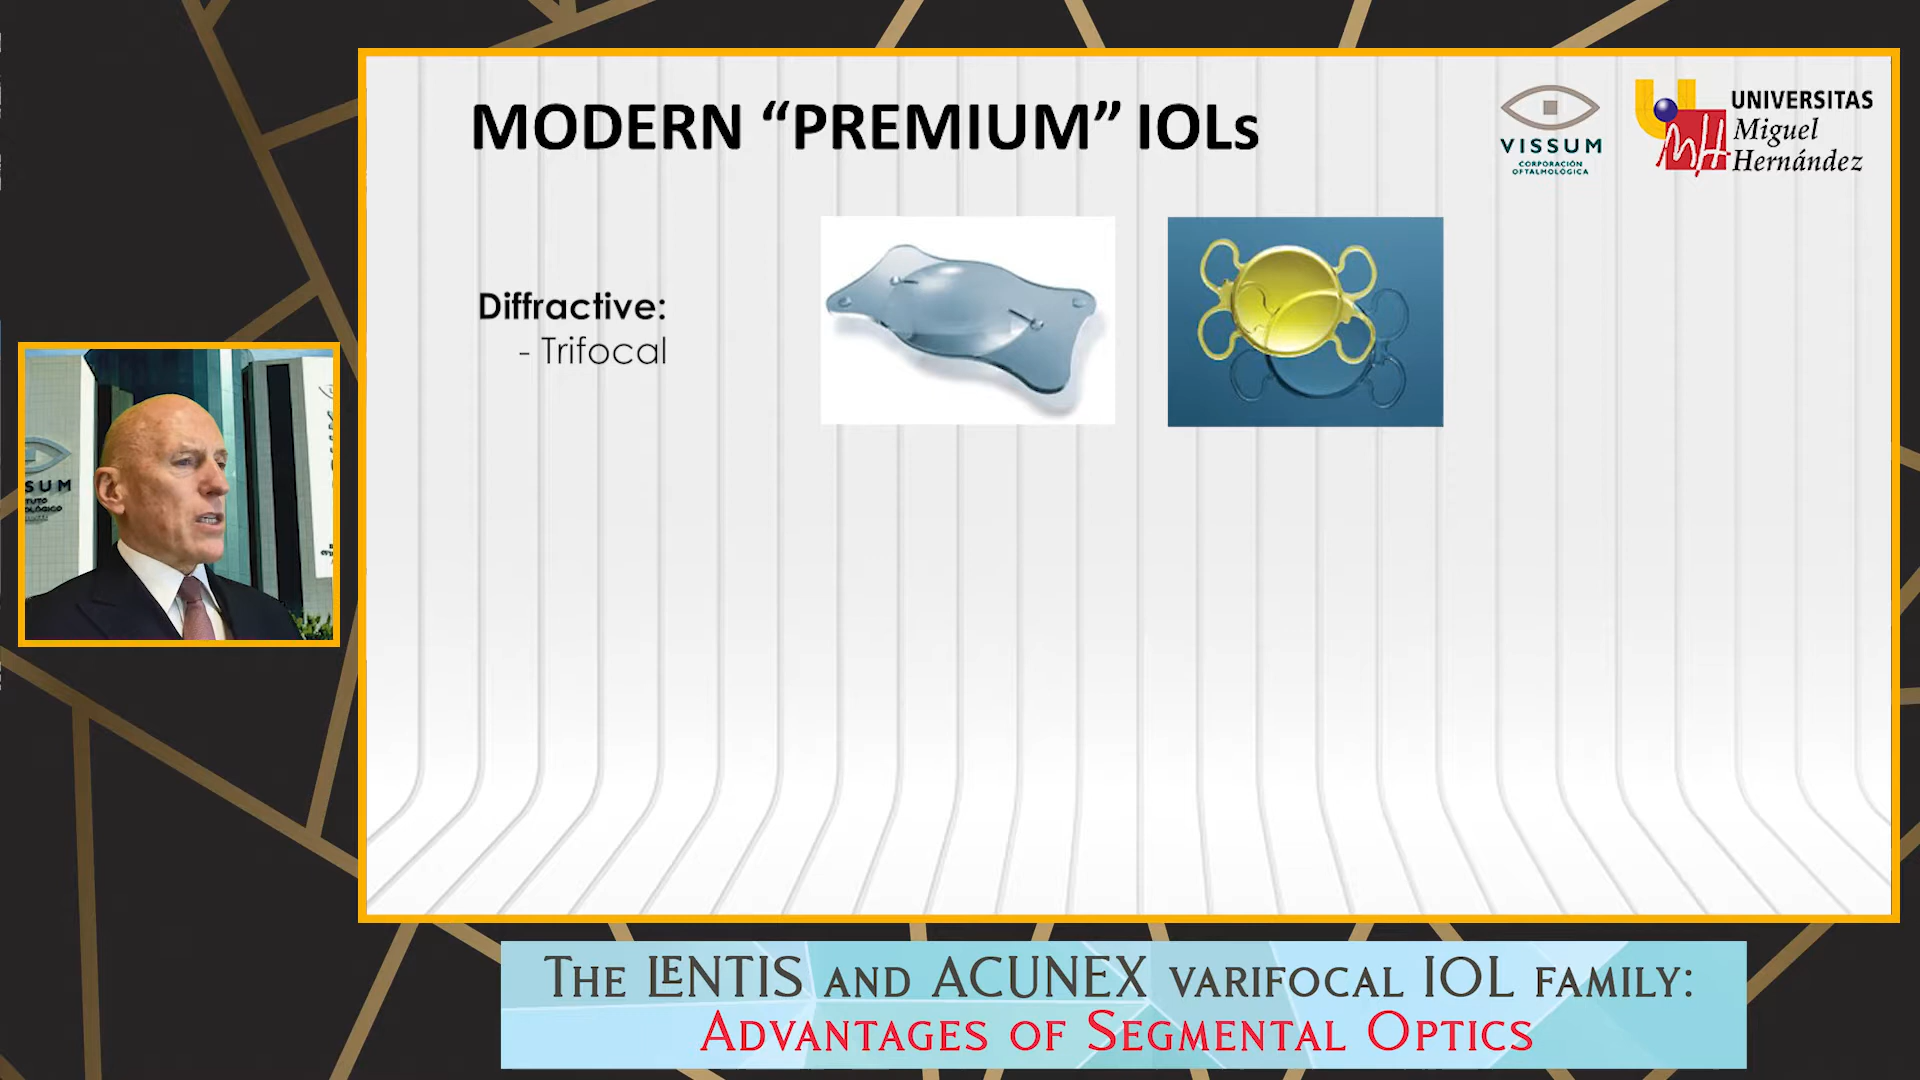 MODERN “PREMIUM” IOLs
VISSUM
CORPORACIÓN
OFTALMOLÓGICA
UNIVERSITAS
Miguel
Hernández
Diffractive:
- Trifocal
SUM
The LENTIS and ACUNEX varifocal IOL family:
Advantages of Segmental Optics